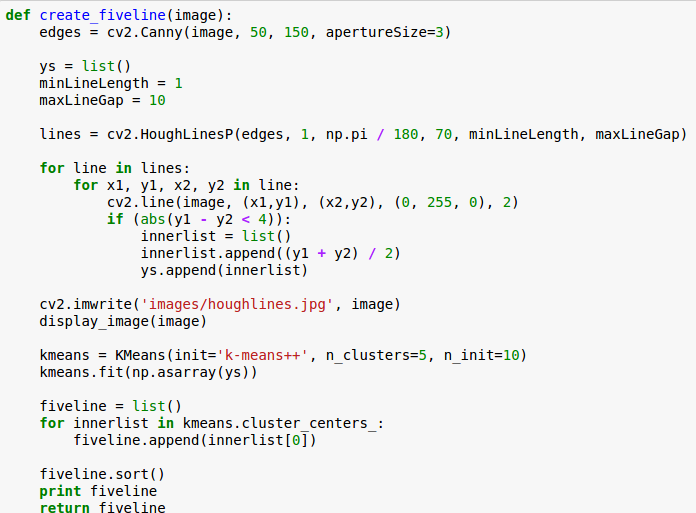 def create_fiveline(image):
    edges = cv2.Canny(image, 50, 150, apertureSize=3)

    ys = list()
    minLineLength = 1
    maxLineGap = 10

    lines = cv2.HoughLinesP(edges, 1, np.pi / 180, 70, minLineLength, maxLineGap)

    for line in lines:
        for x1, y1, x2, y2 in line:
            cv2.line(image, (x1,y1), (x2,y2), (0, 255, 0), 2)
            if (abs(y1 - y2 < 4)):
                innerlist = list()
                innerlist.append((y1 + y2) / 2)
                ys.append(innerlist)

    cv2.imwrite('images/houghlines.jpg', image)
    display_image(image)

    kmeans = KMeans(init='k-means++', n_clusters=5, n_init=10)
    kmeans.fit(np.asarray(ys))

    fiveline = list()
    for innerlist in kmeans.cluster_centers_:
        fiveline.append(innerlist[0])

    fiveline.sort()
    print fiveline
    return fiveline